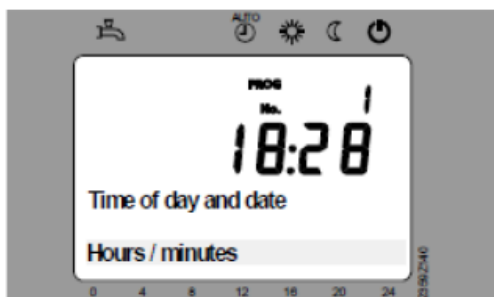 AUTO
PROG
No. 1
18:28
Time of day and date
Hours / minutes
0 4 8 12 16 20 24